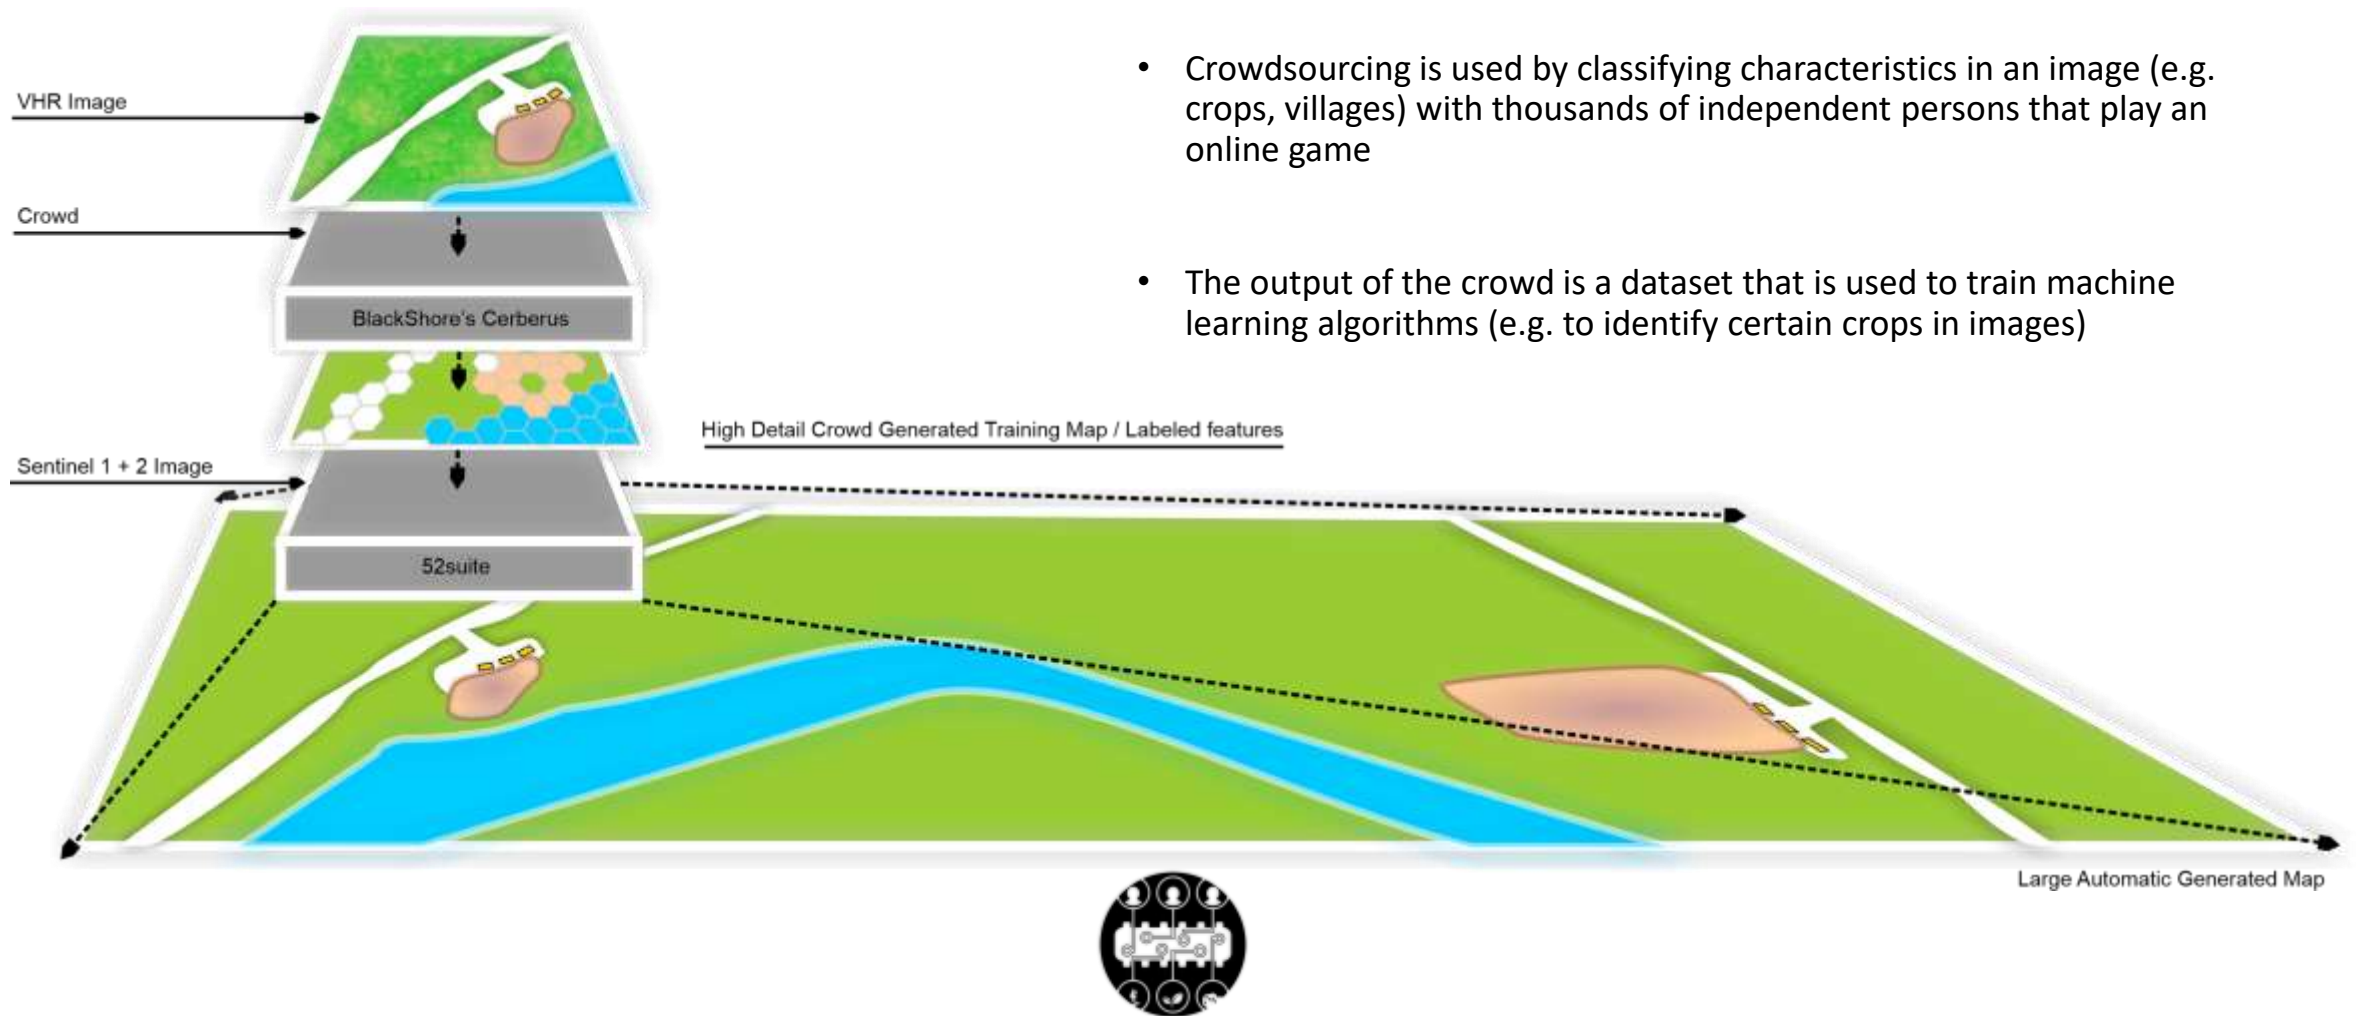 • Crowdsourcing is used by classifying characteristics in an image (e.g.
crops, villages) with thousands of independent persons that play an
online game
• The output of the crowd is a dataset that is used to train machine
learning algorithms (e.g. to identify certain crops in images)
VHR Image
Crowd
BlackShore's Cerberus
High Detail Crowd Generated Training Map / Labeled features
Sentinel 1 + 2 Image
52suite
Large Automatic Generated Map